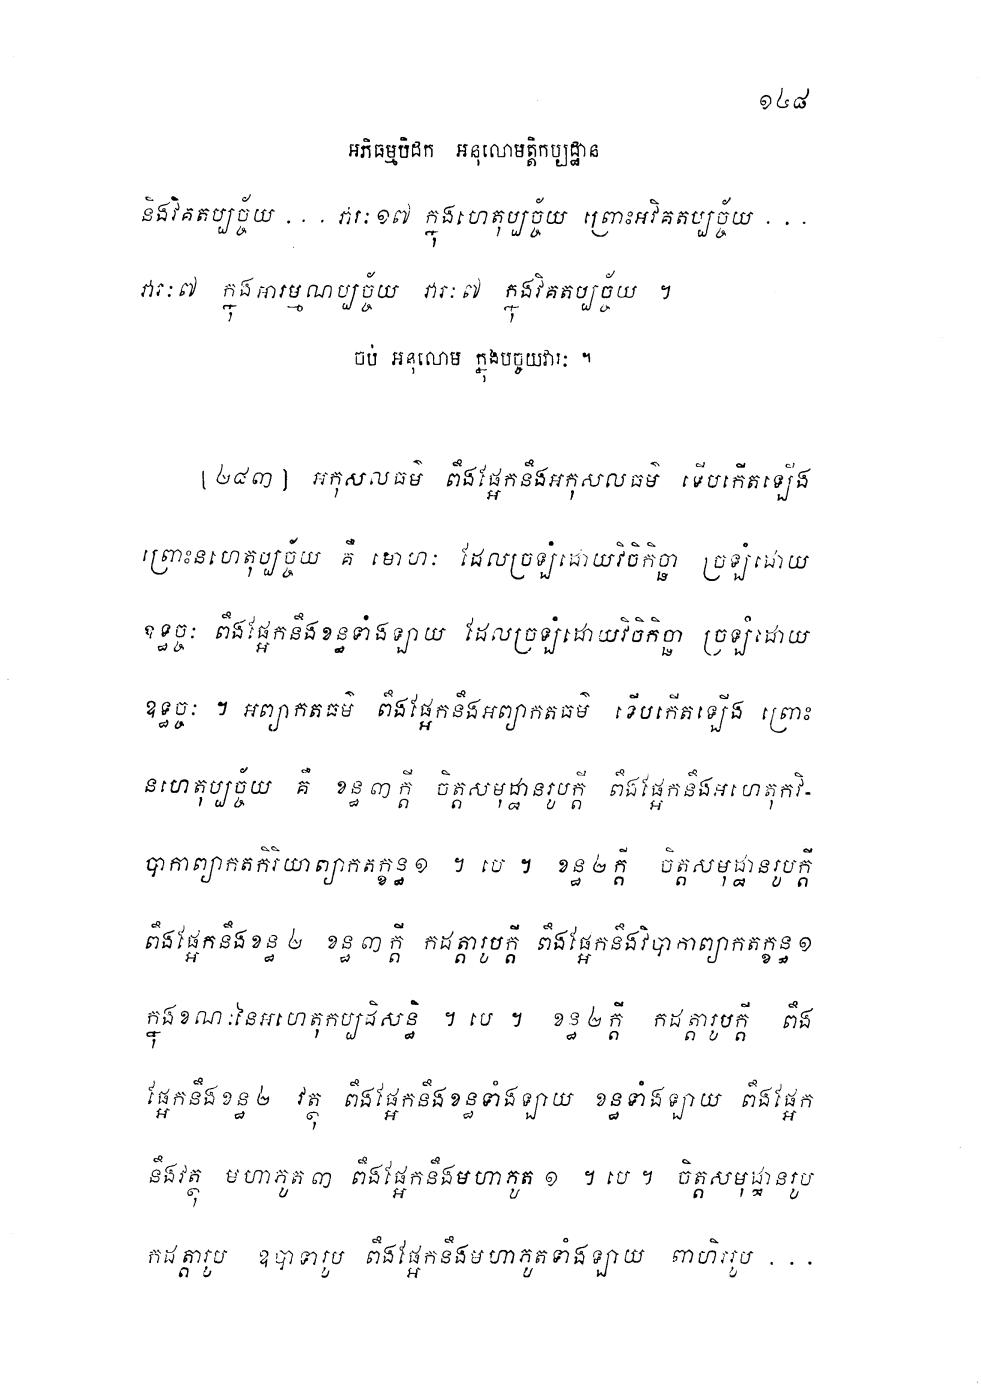 ១៤៨
អភិធម្មបិដក អនុលោមត្តិកប្បដ្ឋាន
និងវិគតប្បច្ច័យ . . . វារៈ១៧ ក្នុងហេតុប្បច្ច័យ ព្រោះអវិគតប្បច្ច័យ . . .
វារៈ៧ ក្នុងអារម្មណប្បច្ច័យ វារៈ៧ ក្នុងវិគតប្បច្ច័យ ។
ចប់ អនុលោម ក្នុងបច្ចយវារៈ ។
[២៨៣] អកុសលធម៌ ពឹងផ្អែកនឹងអកុសលធម៌ ទើបកើតឡើង
ព្រោះនហេតុប្បច្ច័យ គឺ មោហៈ ដែលច្រឡំដោយវិចិកិច្ឆា ច្រឡំដោយ
ឧទ្ធច្ចៈ ពឹងផ្អែកនឹងខន្ធទាំងឡាយ ដែលច្រឡំដោយវិចិកិច្ឆា ច្រឡំដោយ
ឧទ្ធច្ចៈ ។ អព្យាកតធម៌ ពឹងផ្អែកនឹងអព្យាកតធម៌ ទើបកើតឡើង ព្រោះ
នហេតុប្បច្ច័យ គឺ ខន្ធ៣ក្តី ចិត្តសមុដ្ឋានរូបក្តី ពឹងផ្អែកនឹងអហេតុកវិ-
បាកាព្យាកតកិរិយាព្យាកតក្ខន្ធ១ ។ បេ ។ ខន្ធ២ក្តី ចិត្តសមុដ្ឋានរូបក្តី
ពឹងផ្អែកនឹងខន្ធ២ ខន្ធ៣ក្តី កដត្តារូបក្តី ពឹងផ្អែកនឹងវិបាកាព្យាកតក្ខន្ធ១
ក្នុងខណៈនៃអហេតុកប្បដិសន្ធិ ។ បេ ។ ខន្ធ២ក្តី កដត្តារូបក្តី ពឹង
ផ្អែកនឹងខន្ធ២ វត្ថុ ពឹងផ្អែកនឹងខន្ធទាំងឡាយ ខន្ធទាំងឡាយ ពឹងផ្អែក
នឹងវត្ថុ មហាភូត៣ ពឹងផ្អែកនឹងមហាភូត១ ។ បេ ។ ចិត្តសមុដ្ឋានរូប
កដត្តារូប ឧបាទារូប ពឹងផ្អែកនឹងមហាភូតទាំងឡាយ ពាហិររូប . . .